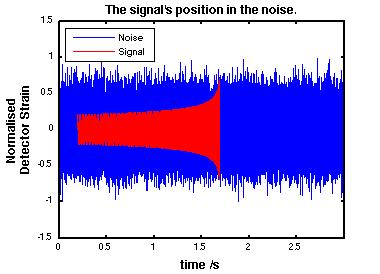 The signal's position in the noise.
1.5
Noise
Signal
1
0.5
0
-0.5
-1
-1.5
Normalised
Detector Strain
0 0.5 1 1.5 2 2.5
time /s